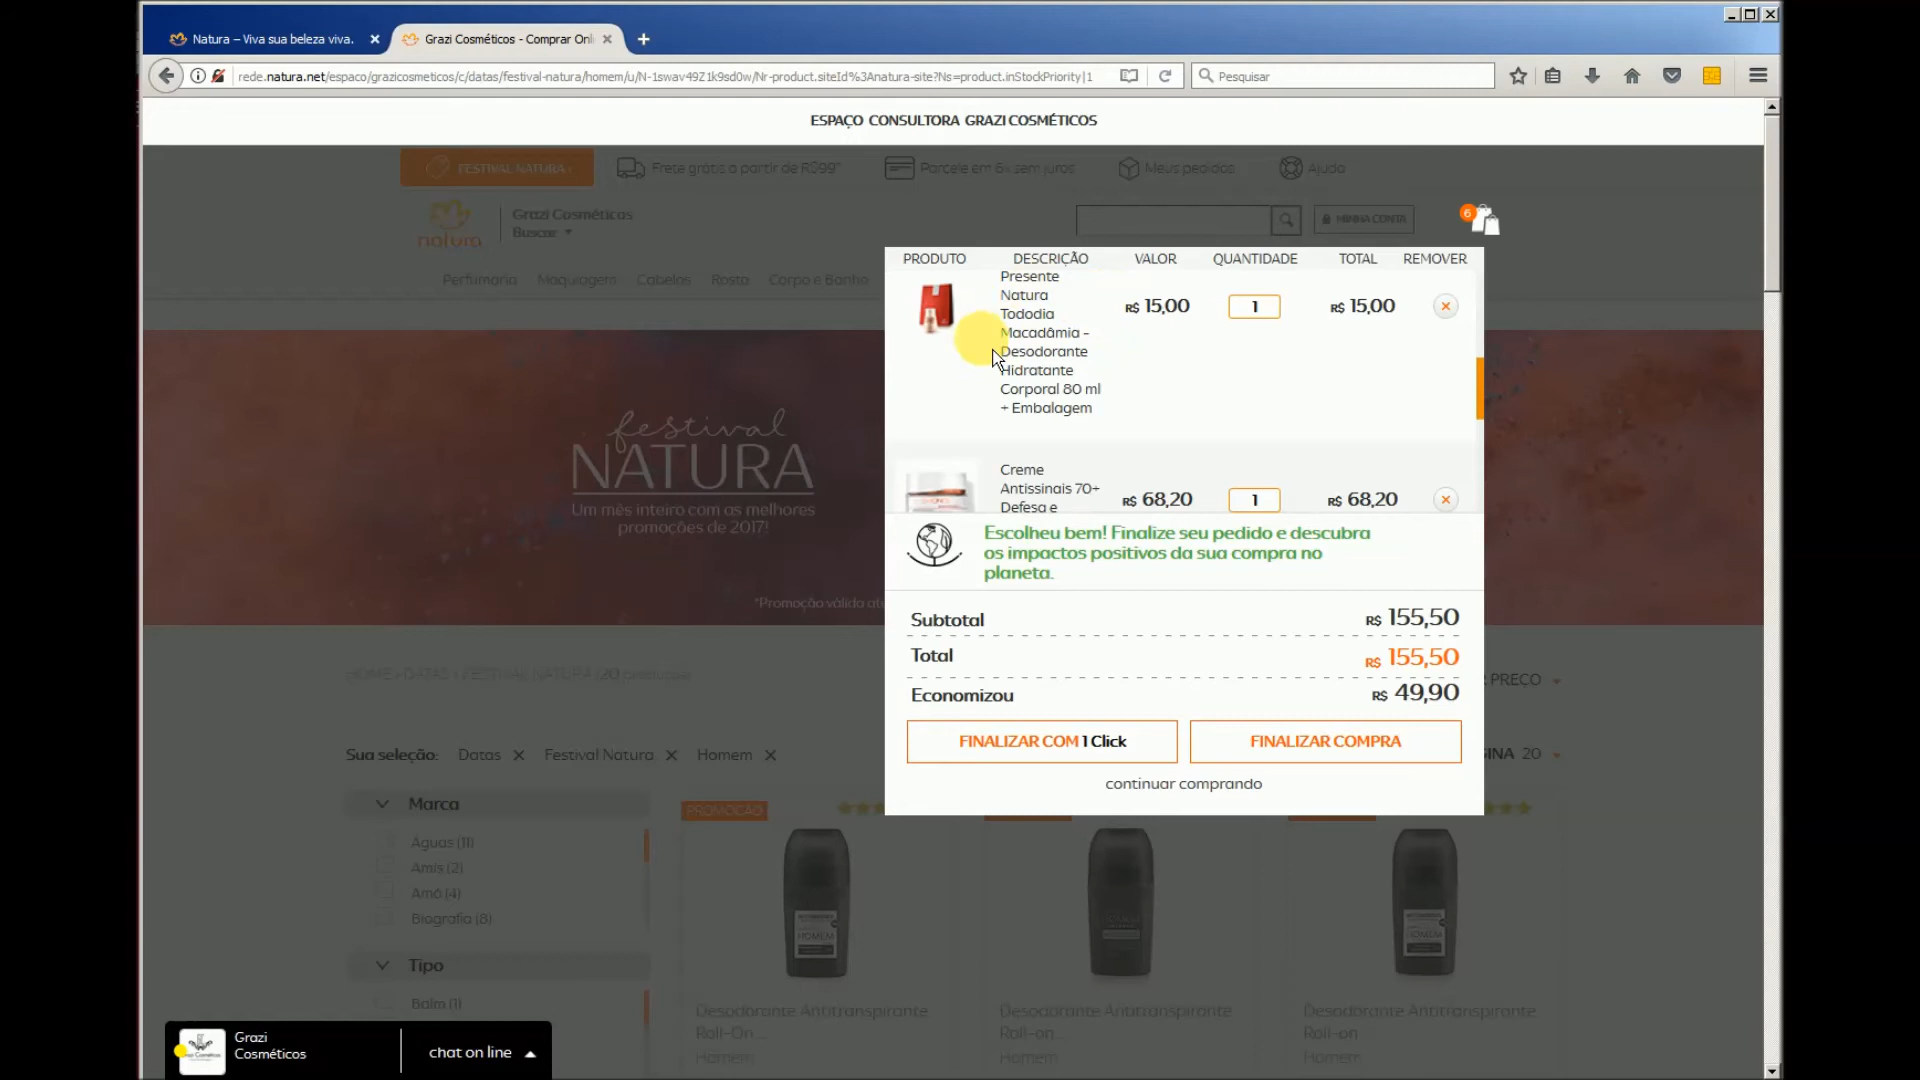 Natura – Viva sua beleza viva.
Grazi Cosméticos - Comprar Onl
rede.natura.net/espaco/grazicosmeticos/c/datas/festival-natura/homem/u/N-1swav49Z1k9sd0w/Nr-product.siteId%3Anatura-site?Ns=product.inStockPriority|1
Pesquisar
ESPAÇO CONSULTORA GRAZI COSMÉTICOS
FESTIVAL NATURA
Frete grátis a partir de R$99*
Parcele em 6x sem juros
Meus pedidos
Ajuda
natura
Grazi Cosméticos
Buscar
MINHA CONTA
6
Perfumaria
Maquiagem
Cabelos
Rosto
Corpo e Banho
PRODUTO DESCRIÇÃO VALOR QUANTIDADE TOTAL REMOVER
Presente
Natura
Tododia
Macadâmia -
Desodorante
Hidratante
Corporal 80 ml
+ Embalagem
R$ 15,00
1
R$ 15,00
Creme
Antissinais 70+
Defesa e
R$ 68,20
1
R$ 68,20
Escolheu bem! Finalize seu pedido e descubra
os impactos positivos da sua compra no
planeta.
Subtotal R$ 155,50
Total R$ 155,50
Economizou R$ 49,90
FINALIZAR COM 1 Click
FINALIZAR COMPRA
continuar comprando
festival
NATURA
Um mês inteiro com as melhores
promoções de 2017!
*Promoção válida até
HOME › DATAS › FESTIVAL NATURA (20 produtos)
PREÇO
Sua seleção: Datas Festival Natura Homem
20
Marca
Aguas (11)
Amis (2)
Amó (4)
Biografia (8)
Tipo
Balm (1)
PROMOÇÃO
HOMEM
HOMEM
Desodorante Antitranspirante
Roll-On ...
Homem
Desodorante Antitranspirante
Roll-on ...
Homem
Desodorante Antitranspirante
Roll-on ...
Homem
Grazi
Cosméticos
chat on line